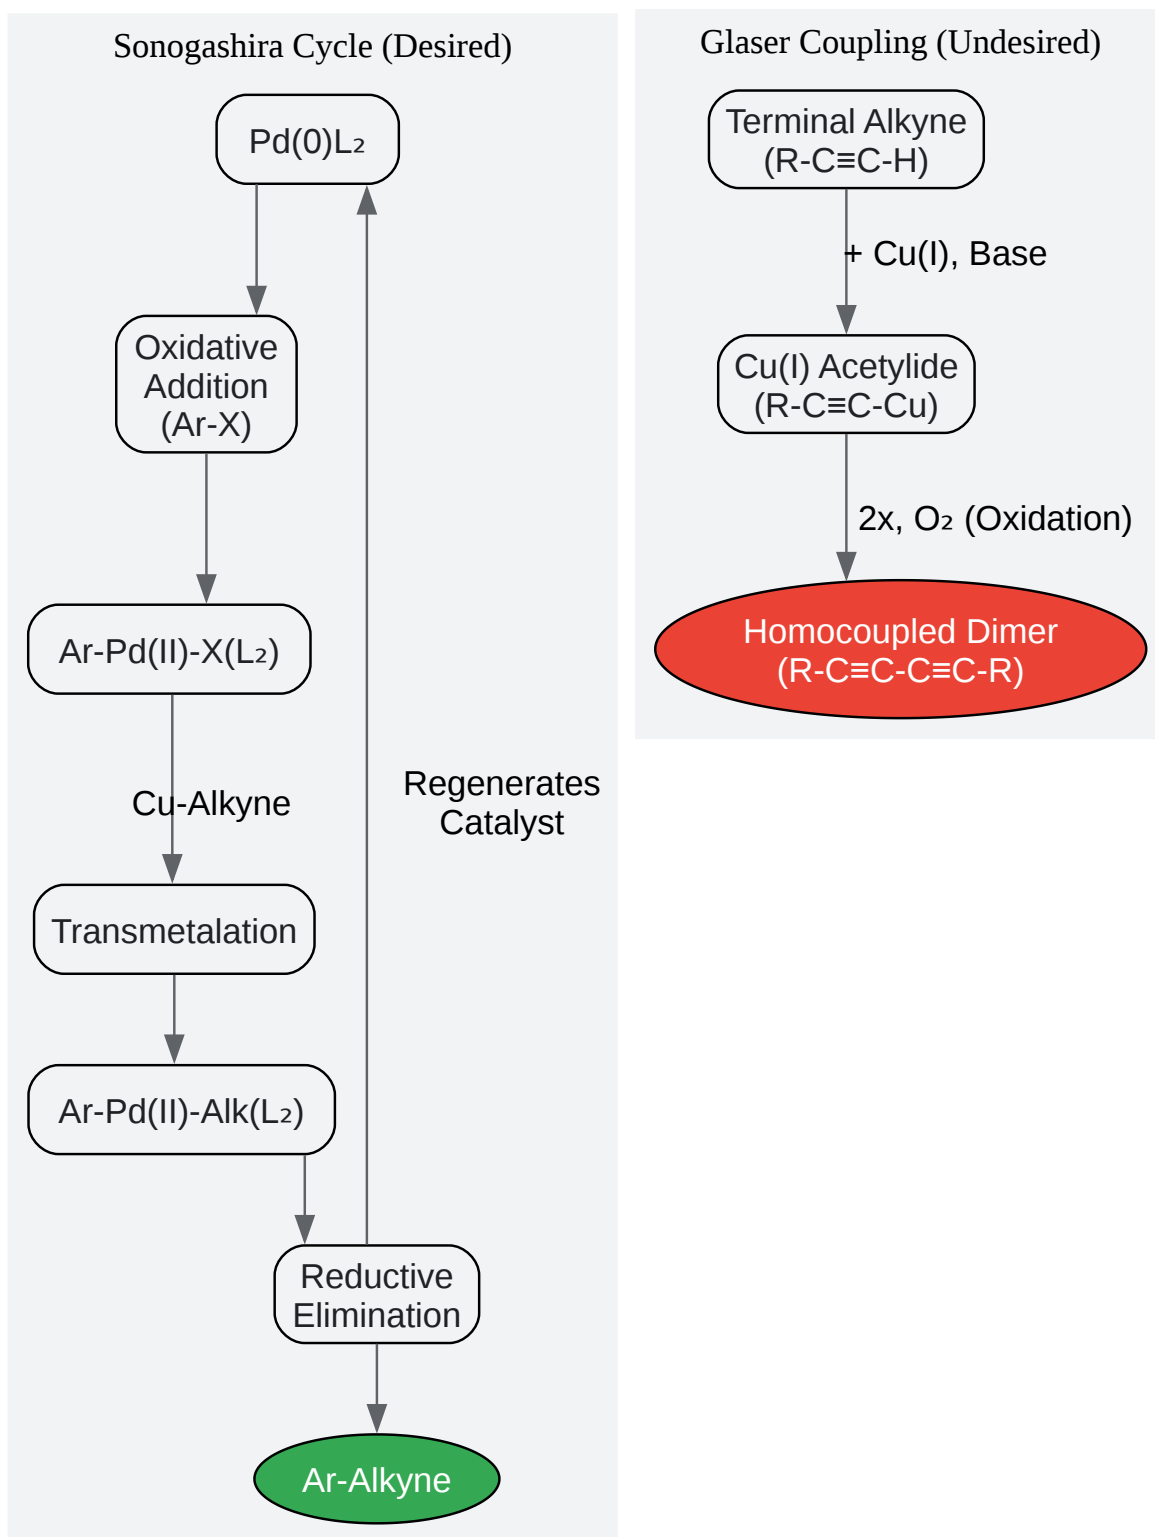 Sonogashira Cycle (Desired)
Pd(0)L₂
Oxidative
Addition
(Ar-X)
Ar-Pd(II)-X(L₂)
Cu-Alkyne
Regenerates
Catalyst
Transmetalation
Ar-Pd(II)-Alk(L₂)
Reductive
Elimination
Ar-Alkyne
Glaser Coupling (Undesired)
Terminal Alkyne
(R-C≡C-H)
+ Cu(I), Base
Cu(I) Acetylide
(R-C≡C-Cu)
2x, O₂ (Oxidation)
Homocoupled Dimer
(R-C≡C-C≡C-R)